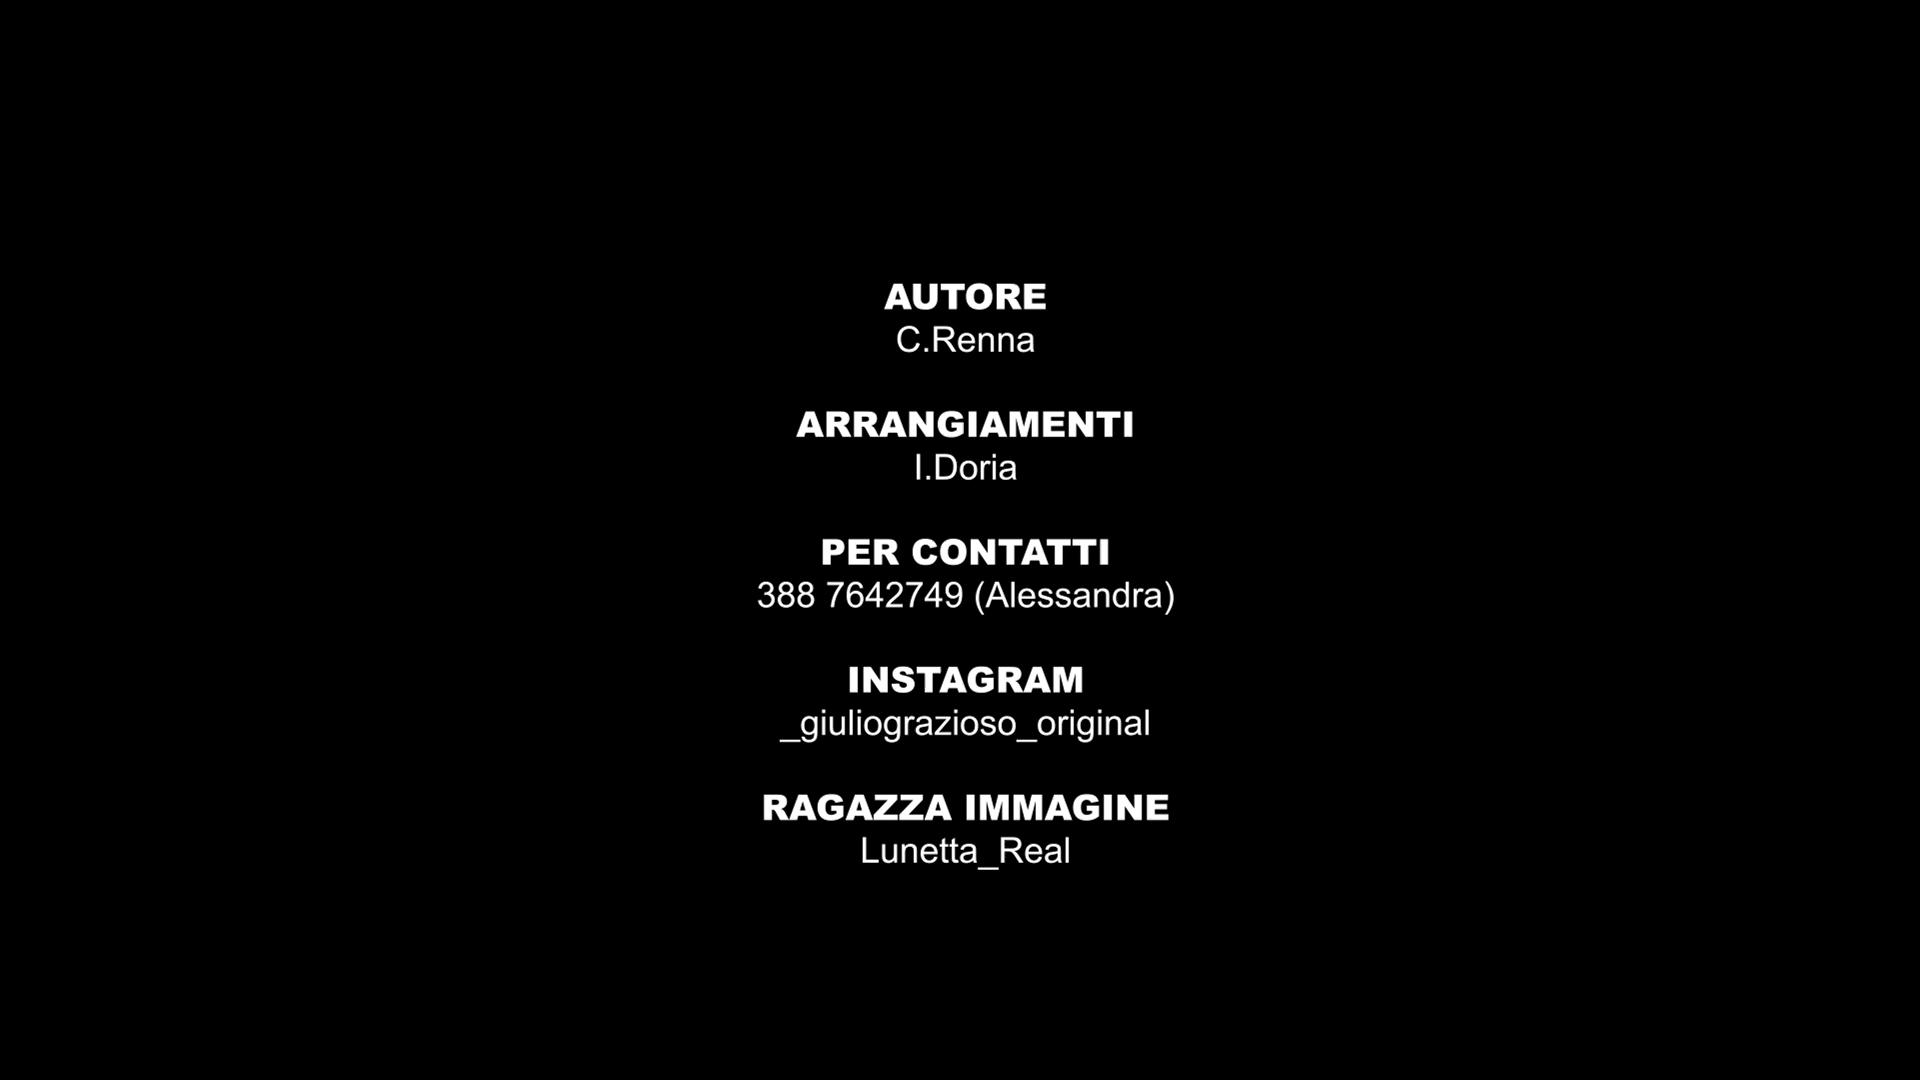 AUTORE
C.Renna
ARRANGIAMENTI
I.Doria
PER CONTATTI
388 7642749 (Alessandra)
INSTAGRAM
_giuliograzioso_original
RAGAZZA IMMAGINE
Lunetta_Real